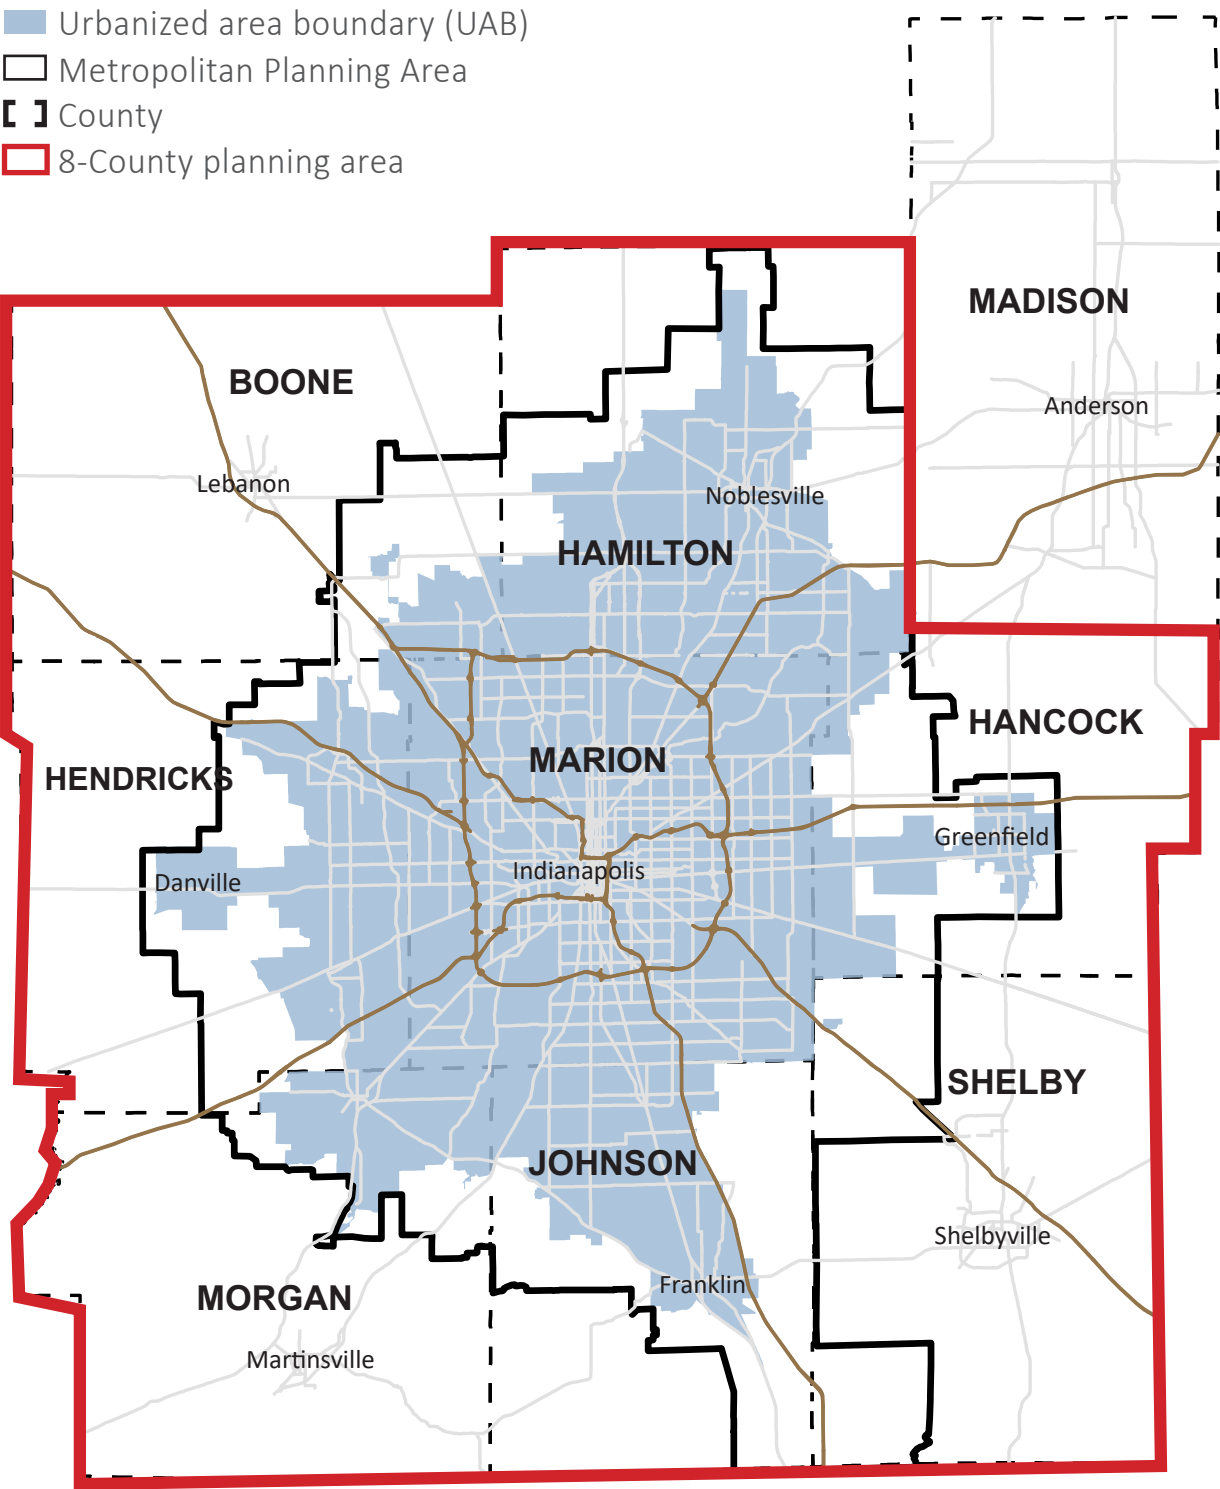 Urbanized area boundary (UAB)
Metropolitan Planning Area
County
8-County planning area
MADISON
BOONE
Anderson
Lebanon
Noblesville
HAMILTON
HANCOCK
MARION
HENDRICKS
Greenfield
Indianapolis
Danville
SHELBY
JOHNSON
Shelbyville
Franklin
MORGAN
Martinsville